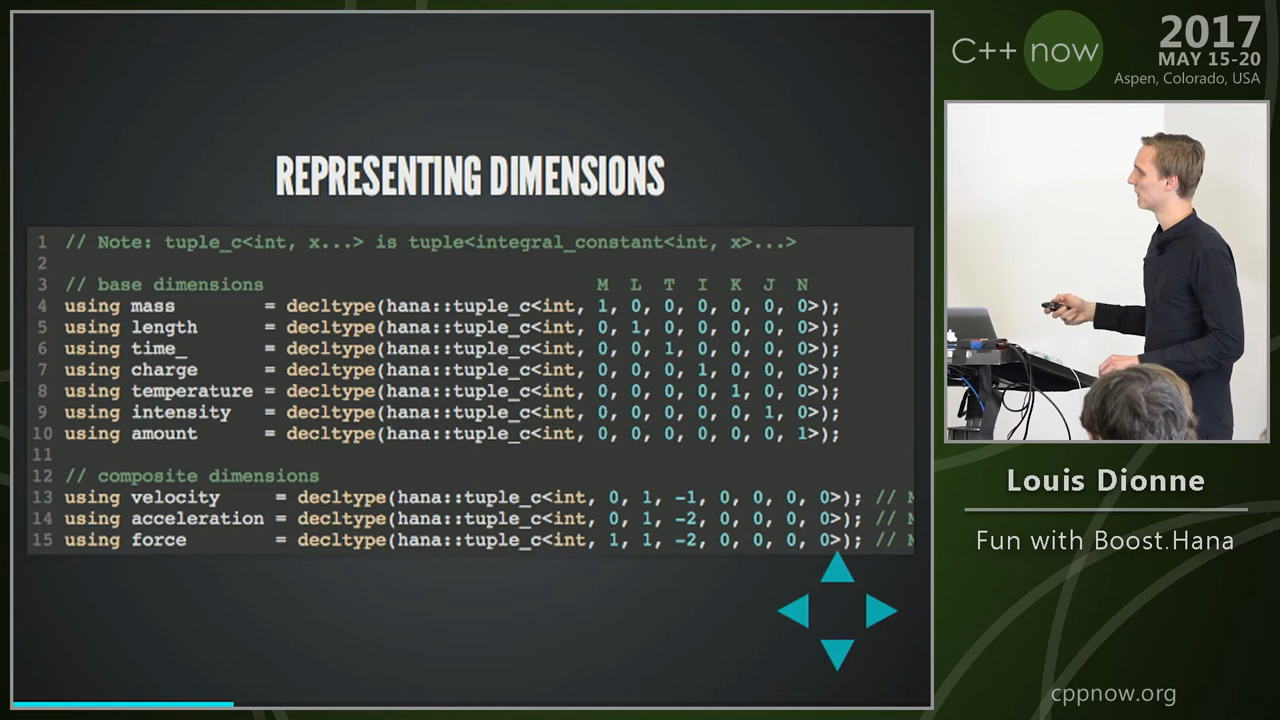 REPRESENTING DIMENSIONS
1 // Note: tuple_c<int, x...> is tuple<integral_constant<int, x>...>
2
3 // base dimensions M L T I K J N
4 using mass = decltype(hana::tuple_c<int, 1, 0, 0, 0, 0, 0, 0>);
5 using length = decltype(hana::tuple_c<int, 0, 1, 0, 0, 0, 0, 0>);
6 using time_ = decltype(hana::tuple_c<int, 0, 0, 1, 0, 0, 0, 0>);
7 using charge = decltype(hana::tuple_c<int, 0, 0, 0, 1, 0, 0, 0>);
8 using temperature = decltype(hana::tuple_c<int, 0, 0, 0, 0, 1, 0, 0>);
9 using intensity = decltype(hana::tuple_c<int, 0, 0, 0, 0, 0, 1, 0>);
10 using amount = decltype(hana::tuple_c<int, 0, 0, 0, 0, 0, 0, 1>);
11
12 // composite dimensions
13 using velocity = decltype(hana::tuple_c<int, 0, 1, -1, 0, 0, 0, 0>); //
14 using acceleration = decltype(hana::tuple_c<int, 0, 1, -2, 0, 0, 0, 0>); //
15 using force = decltype(hana::tuple_c<int, 1, 1, -2, 0, 0, 0, 0>); //
C++ now
2017
MAY 15-20
Aspen, Colorado, USA
Louis Dionne
Fun with Boost.Hana
cppnow.org